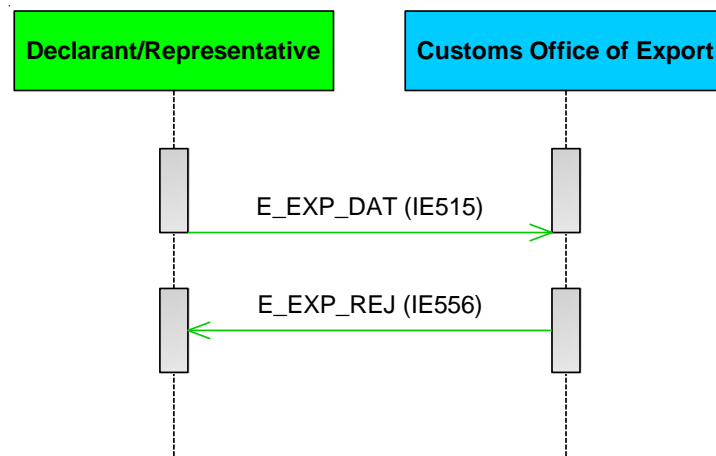 Declarant/Representative
Customs Office of Export
E_EXP_DAT (IE515)
E_EXP_REJ (IE556)